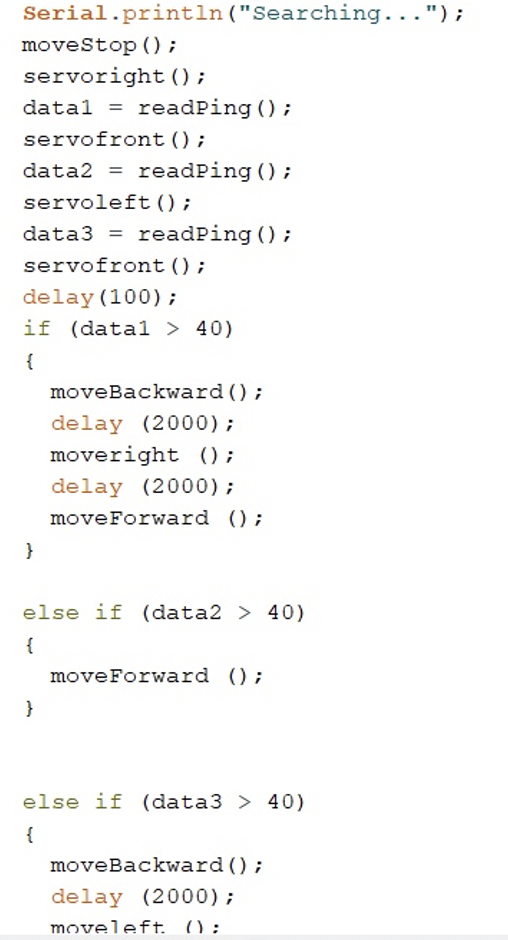 Serial.println("Searching...");
moveStop();
servoright();
data1 = readPing();
servofront();
data2 = readPing();
servoleft();
data3 = readPing();
servofront();
delay(100);
if (data1 > 40)
{
  moveBackward();
  delay (2000);
  moveright ();
  delay (2000);
  moveForward ();
}
else if (data2 > 40)
{
  moveForward ();
}
else if (data3 > 40)
{
  moveBackward();
  delay (2000);
  moveleft ();